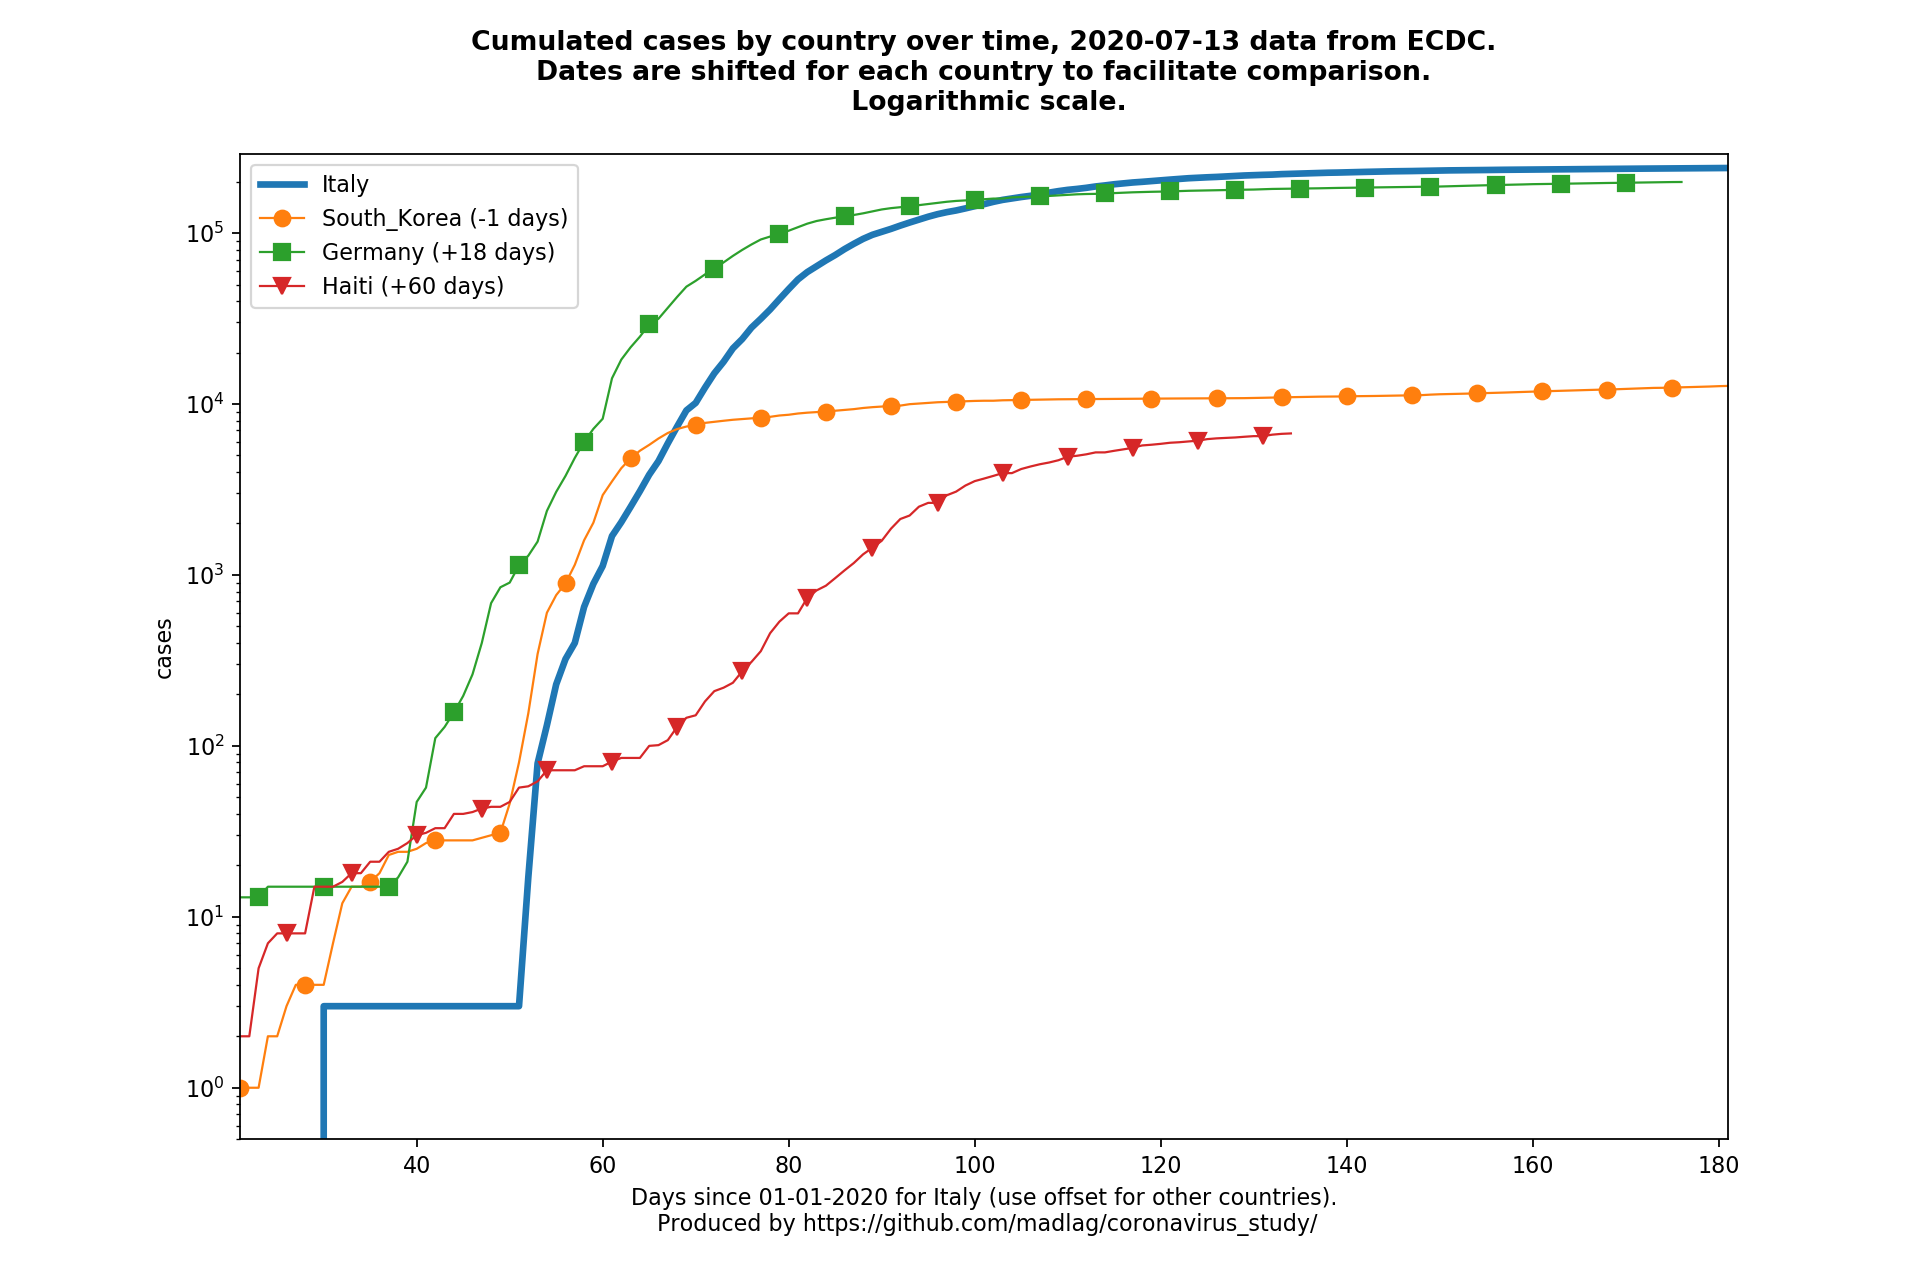 Cumulated cases by country over time, 2020-07-13 data from ECDC.
Dates are shifted for each country to facilitate comparison.
Logarithmic scale.
Italy
South_Korea (-1 days)
Germany (+18 days)
Haiti (+60 days)
10^5
10^4
10^3
10^2
10^1
10^0
cases
40 60 80 100 120 140 160 180
Days since 01-01-2020 for Italy (use offset for other countries).
Produced by https://github.com/madlag/coronavirus_study/